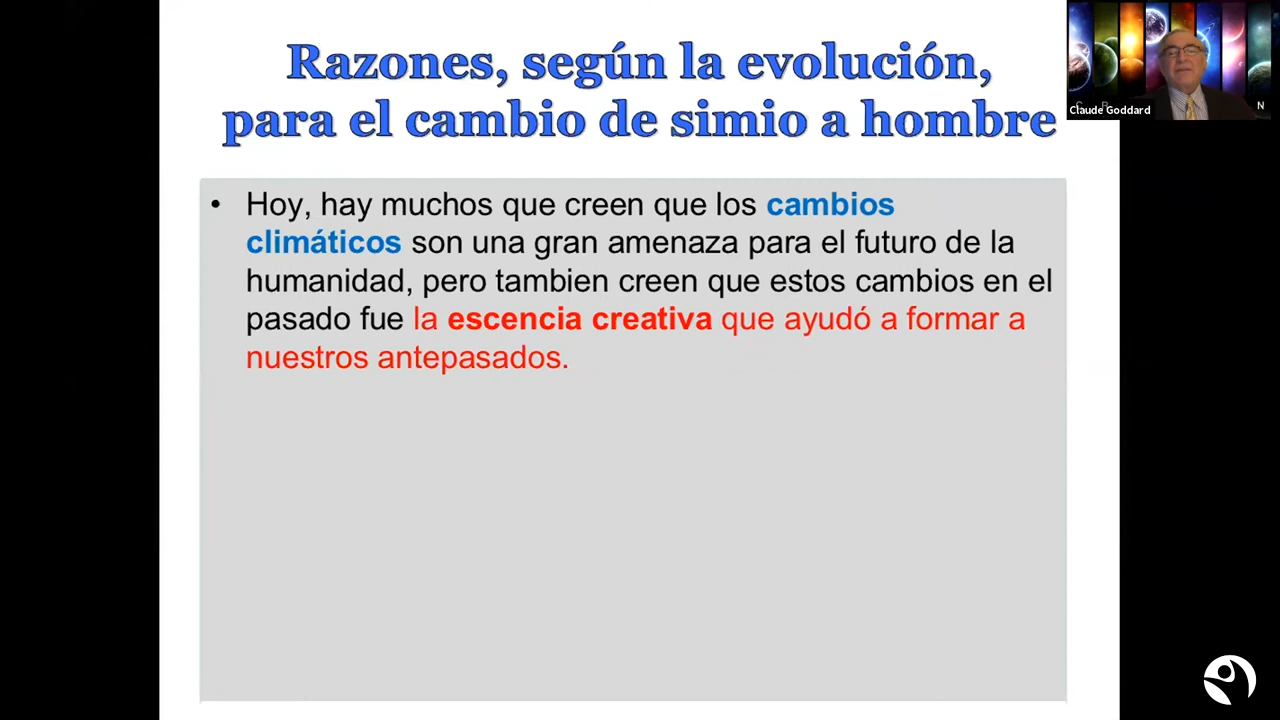 Razones, según la evolución,
para el cambio de simio a hombre
Claude Goddard
N
• Hoy, hay muchos que creen que los cambios
climáticos son una gran amenaza para el futuro de la
humanidad, pero tambien creen que estos cambios en el
pasado fue la escencia creativa que ayudó a formar a
nuestros antepasados.